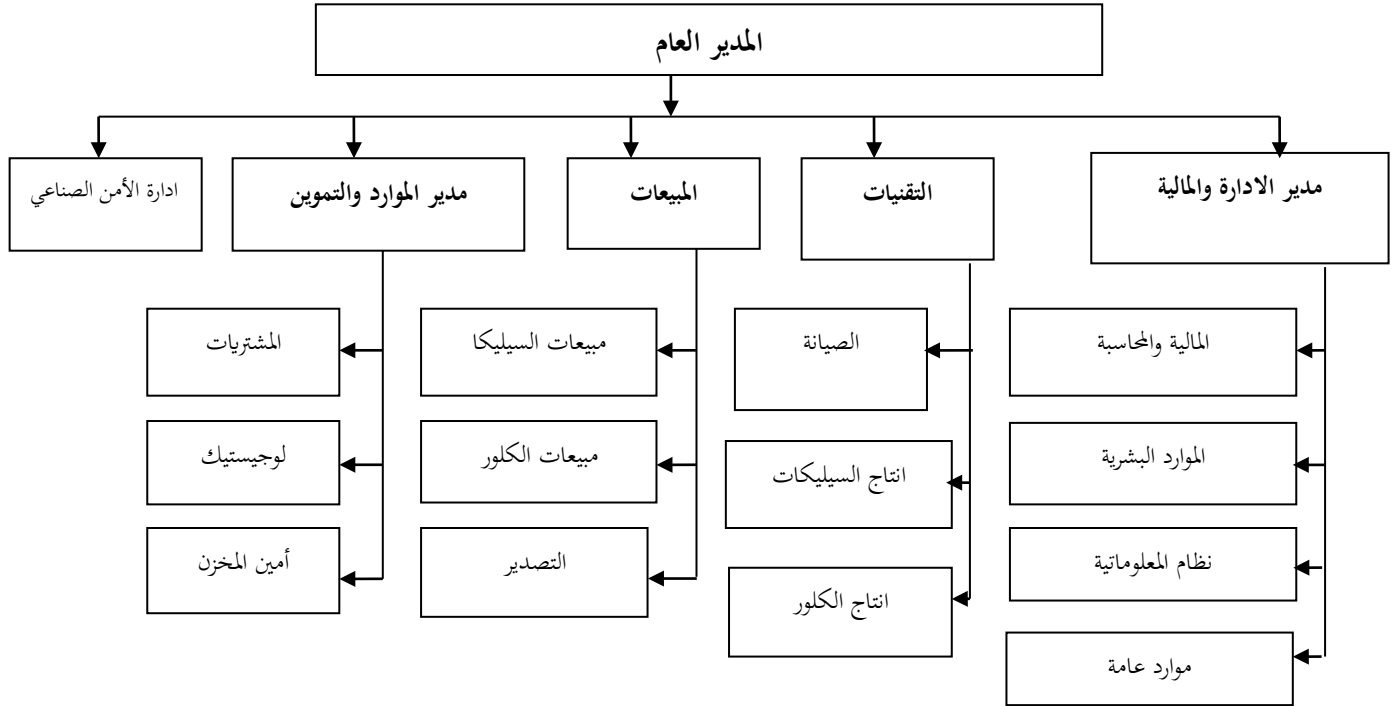 المدير العام
مدير الادارة والمالية
التقنيات
المبيعات
مدير الموارد والتموين
ادارة الأمن الصناعي
المالية والمحاسبة
الصيانة
مبيعات السيليكا
المشتريات
الموارد البشرية
انتاج السيليكات
مبيعات الكلور
لوجيستيك
نظام المعلوماتية
انتاج الكلور
التصدير
أمين المخزن
موارد عامة